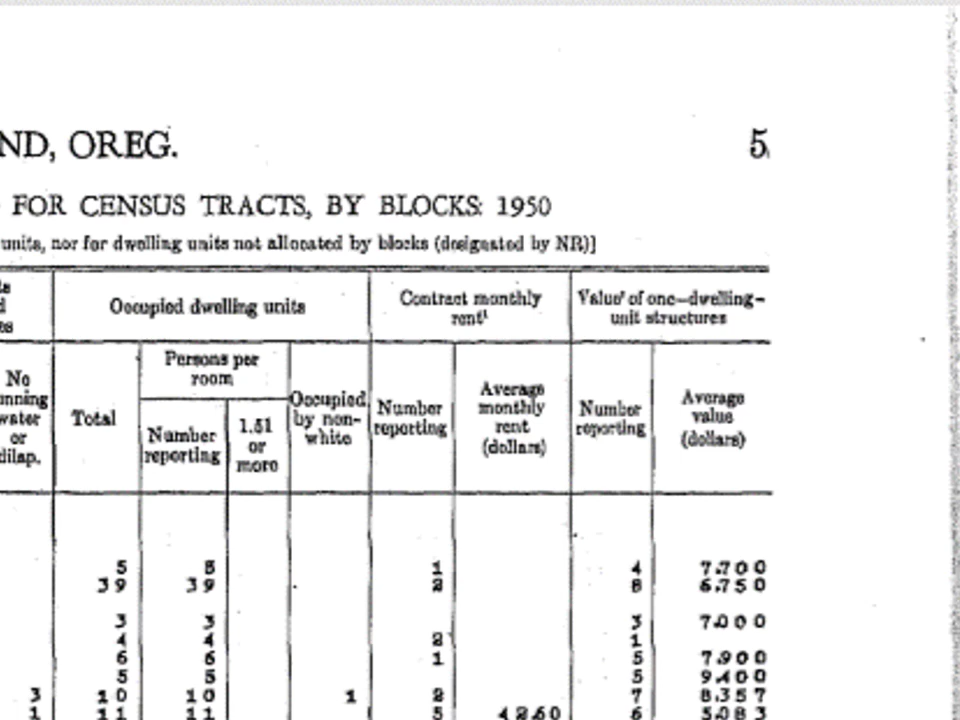 ND, OREG. 5
FOR CENSUS TRACTS, BY BLOCKS: 1950
units, nor for dwelling units not allocated by blocks (designated by NR)]
Occupied dwelling units
Contract monthly
rent¹
Value¹ of one-dwelling-
unit structures
No
unning
water
or
dilap.
Total
Persons per
room
Number
reporting
1.51
or
more
Occupied
by non-
white
Number
reporting
Average
monthly
rent
(dollars)
Number
reporting
Average
value
(dollars)
5 5 1 4 7.700
39 39 2 8 6.750
3 3 3 7.000
4 4 2 1
6 6 1 5 7.900
5 5 5 9.400
3 10 10 1 2 7 8.357
1 11 11 5 4260 6 5.083